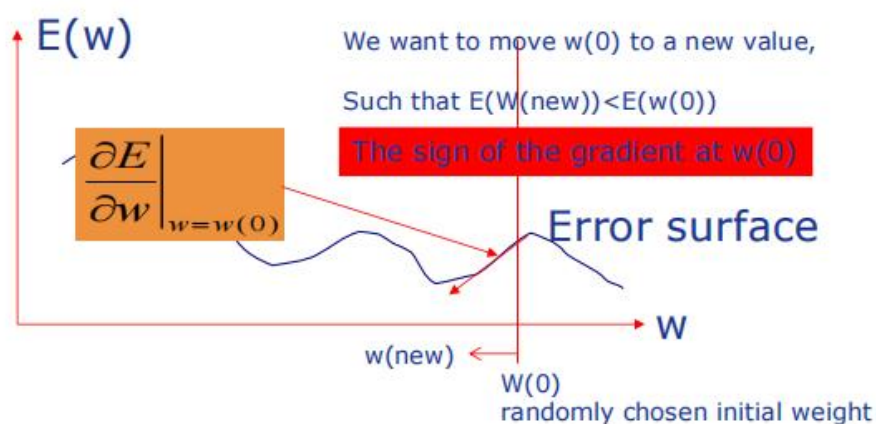 E(w)
We want to move w(0) to a new value,
Such that E(W(new))<E(w(0))
The sign of the gradient at w(0)
∂E/∂w|w=w(0)
Error surface
w
w(new)
W(0)
randomly chosen initial weight